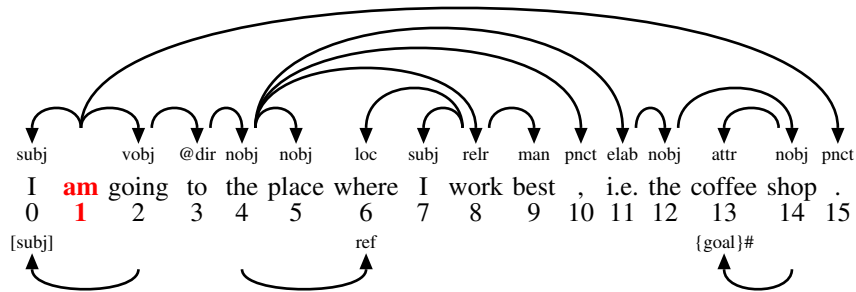 subj vobj @dir nobj nobj loc subj relr man pnct elab nobj attr nobj pnct
I am going to the place where I work best , i.e. the coffee shop .
0 1 2 3 4 5 6 7 8 9 10 11 12 13 14 15
[subj] ref {goal}#